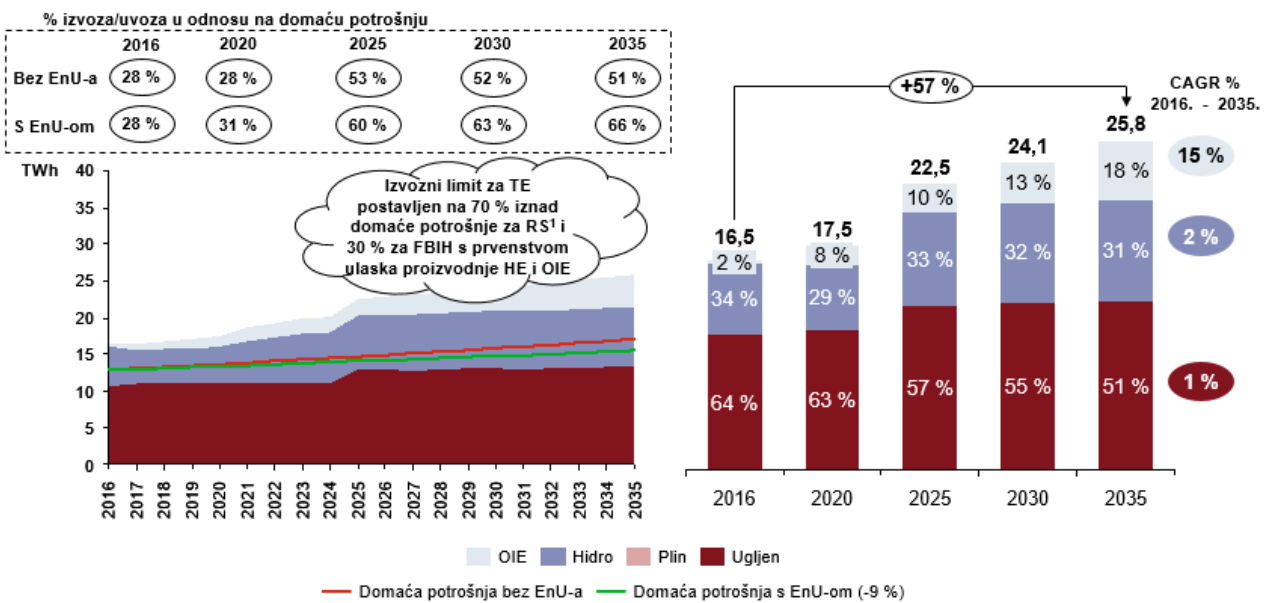 % izvoza/uvoza u odnosu na domaću potrošnju
2016 2020 2025 2030 2035
Bez EnU-a 28 % 28 % 53 % 52 % 51 %
S EnU-om 28 % 31 % 60 % 63 % 66 %
TWh
40
35
30
25
20
15
10
5
0
Izvozni limit za TE
postavljen na 70 % iznad
domaće potrošnje za RS¹ i
30 % za FBIH s prvenstvom
ulaska proizvodnje HE i OIE
2016 2017 2018 2019 2020 2021 2022 2023 2024 2025 2026 2027 2028 2029 2030 2031 2032 2033 2034 2035
+57 %
CAGR %
2016. - 2035.
16,5 17,5 22,5 24,1 25,8
2 % 8 % 10 % 13 % 18 % 15 %
34 % 29 % 33 % 32 % 31 % 2 %
64 % 63 % 57 % 55 % 51 % 1 %
2016 2020 2025 2030 2035
OIE Hidro Plin Ugljen
Domaća potrošnja bez EnU-a Domaća potrošnja s EnU-om (-9 %)